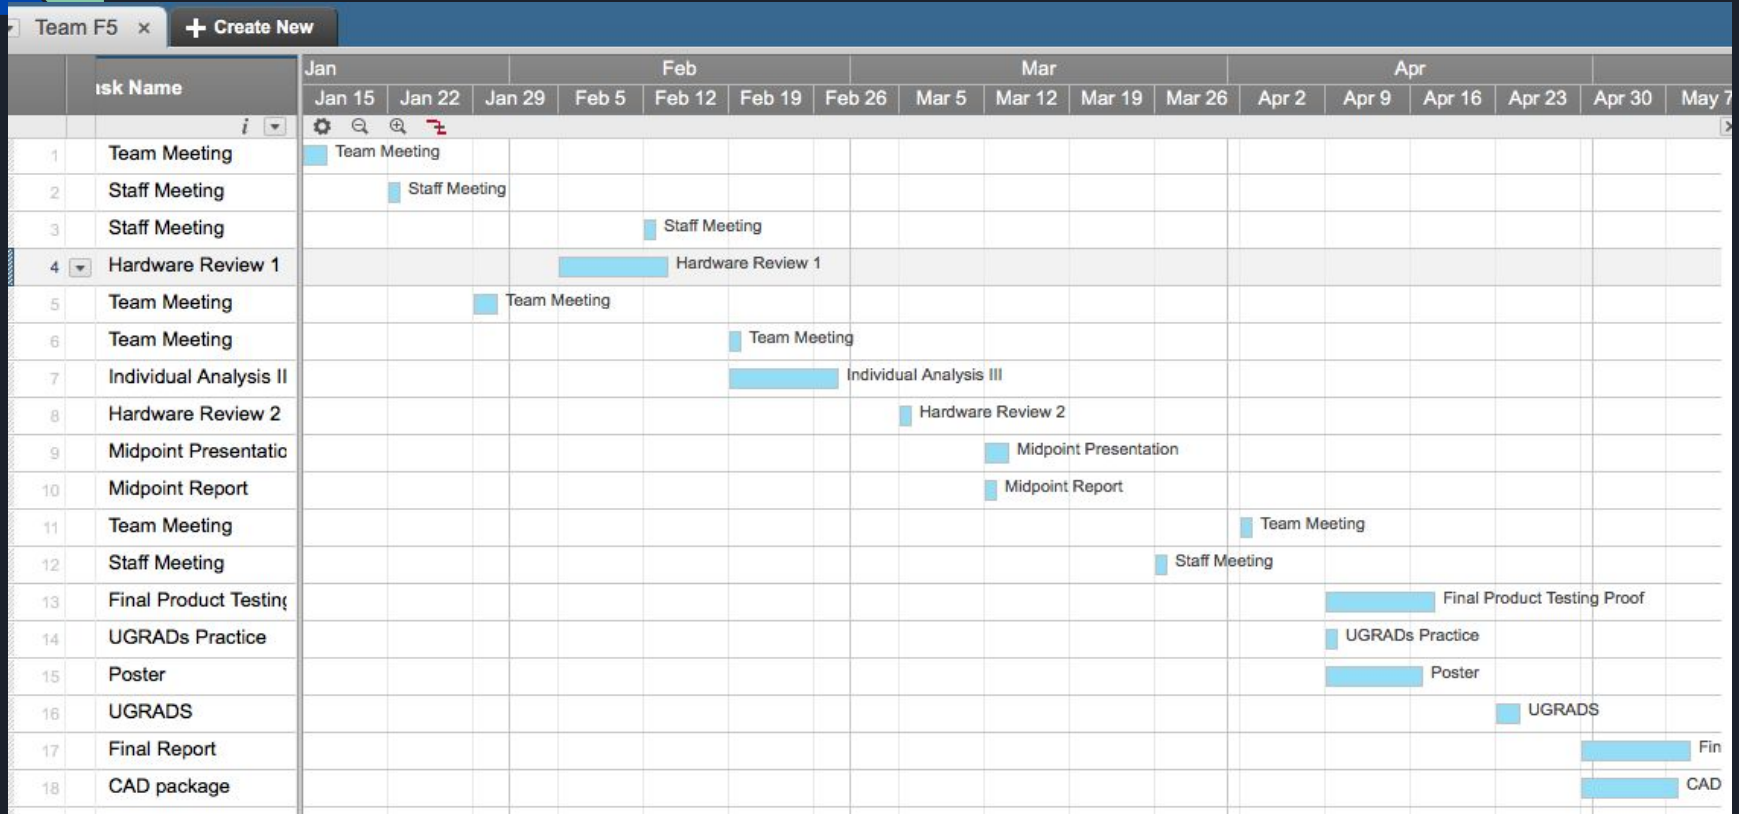 Team F5 × + Create New
ask Name
Jan Feb Mar Apr
Jan 15 Jan 22 Jan 29 Feb 5 Feb 12 Feb 19 Feb 26 Mar 5 Mar 12 Mar 19 Mar 26 Apr 2 Apr 9 Apr 16 Apr 23 Apr 30 May 7
i
1 Team Meeting Team Meeting
2 Staff Meeting Staff Meeting
3 Staff Meeting Staff Meeting
4 Hardware Review 1 Hardware Review 1
5 Team Meeting Team Meeting
6 Team Meeting Team Meeting
7 Individual Analysis II Individual Analysis III
8 Hardware Review 2 Hardware Review 2
9 Midpoint Presentatio Midpoint Presentation
10 Midpoint Report Midpoint Report
11 Team Meeting Team Meeting
12 Staff Meeting Staff Meeting
13 Final Product Testing Final Product Testing Proof
14 UGRADs Practice UGRADs Practice
15 Poster Poster
16 UGRADS UGRADS
17 Final Report Fin
18 CAD package CAD